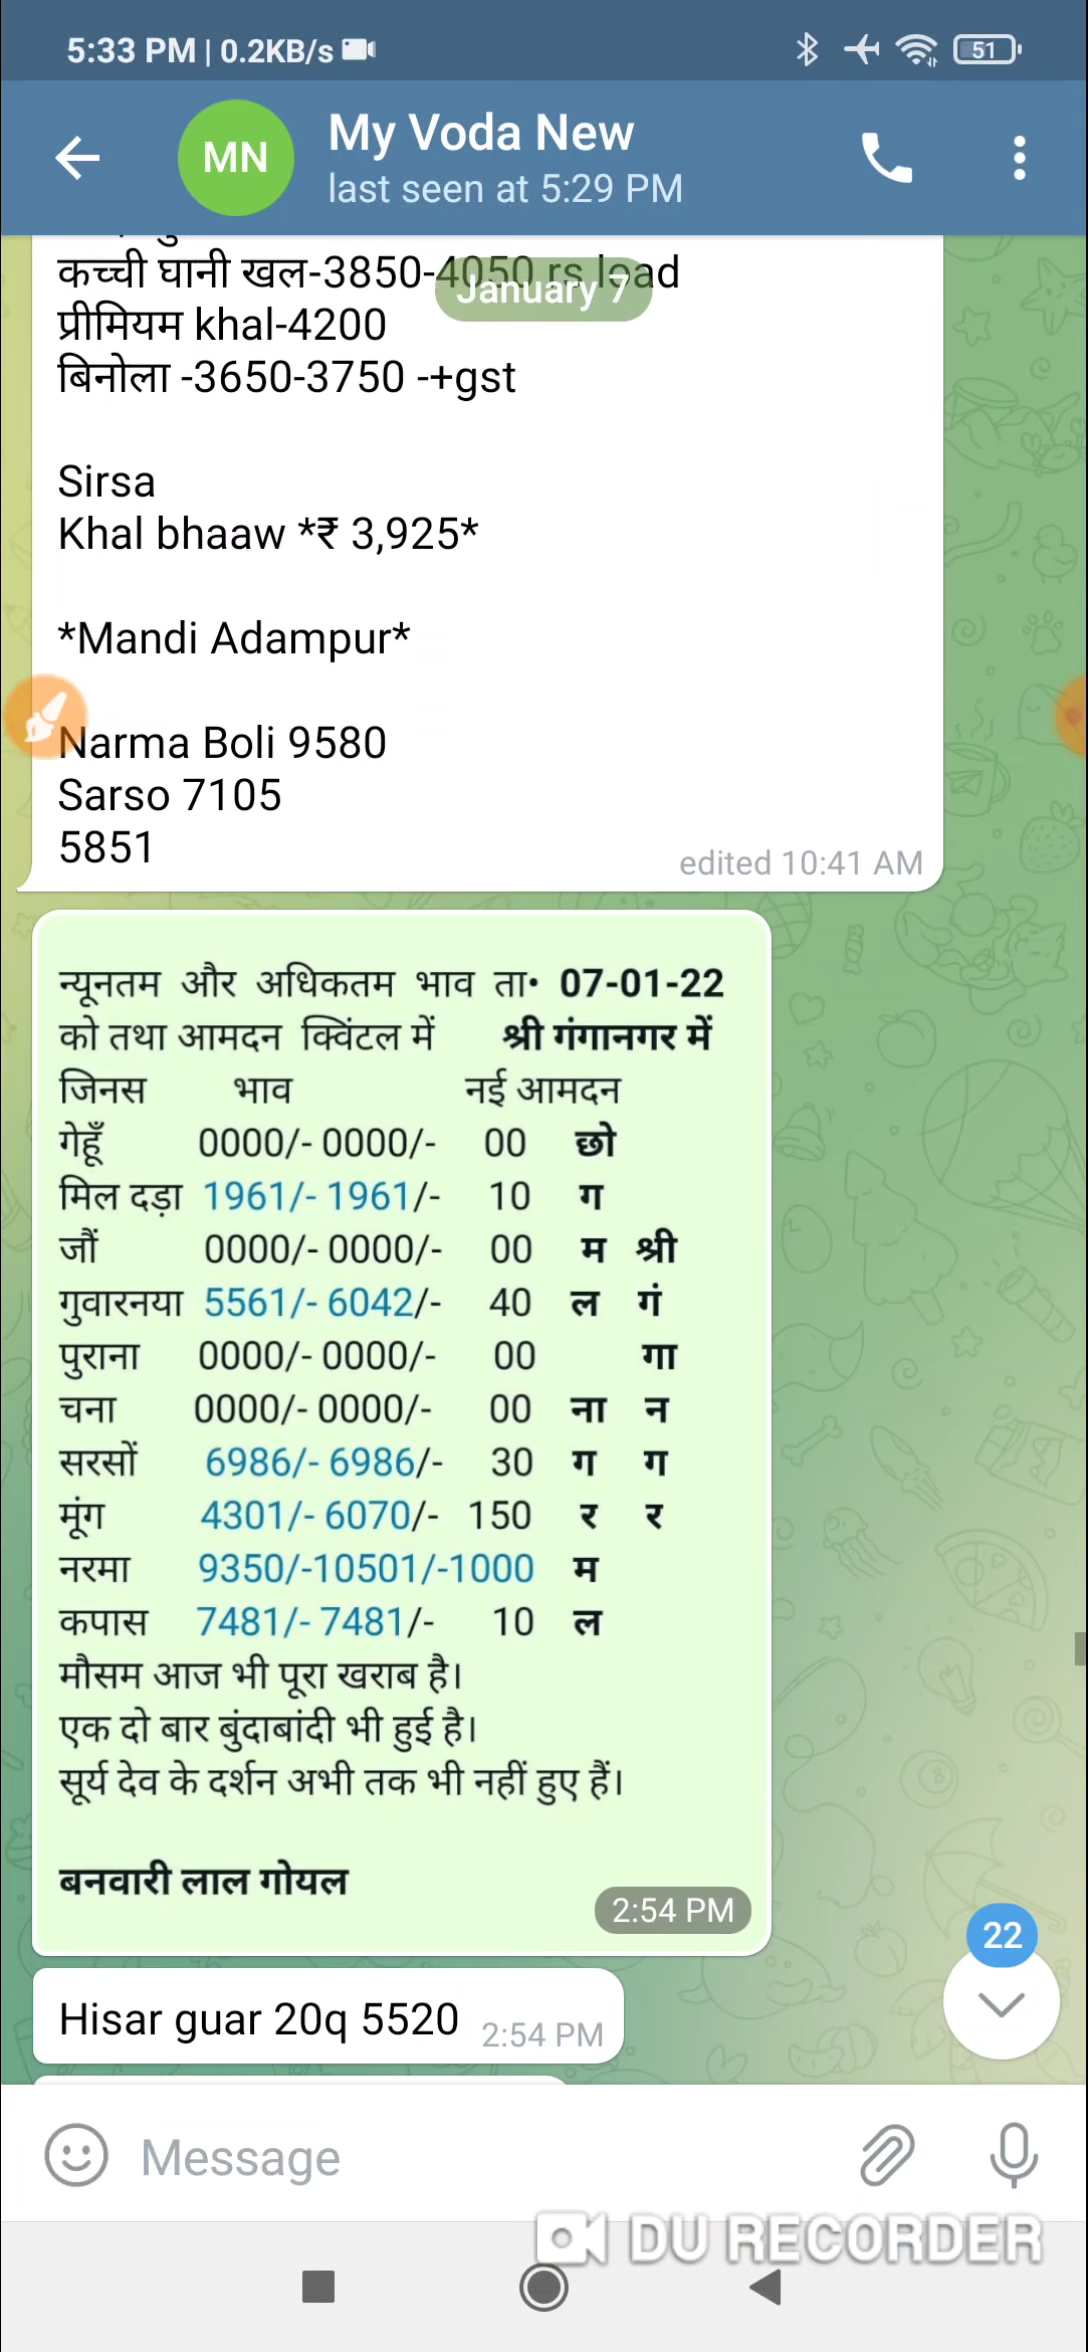 5:33 PM | 0.2KB/s
51
MN
My Voda New
last seen at 5:29 PM
January 7
कच्ची घानी खल-3850-4050 rs load
प्रीमियम khal-4200
बिनोला -3650-3750 -+gst
Sirsa
Khal bhaaw *₹ 3,925*
*Mandi Adampur*
Narma Boli 9580
Sarso 7105
5851
edited 10:41 AM
न्यूनतम और अधिकतम भाव ता॰ 07-01-22
को तथा आमदन क्विंटल में श्री गंगानगर में
जिनस भाव नई आमदन
गेहूँ 0000/- 0000/- 00 छो
मिल दड़ा 1961/- 1961/- 10 ग
जौं 0000/- 0000/- 00 म श्री
गुवारनया 5561/- 6042/- 40 ल गं
पुराना 0000/- 0000/- 00 गा
चना 0000/- 0000/- 00 ना न
सरसों 6986/- 6986/- 30 ग ग
मूंग 4301/- 6070/- 150 र र
नरमा 9350/-10501/-1000 म
कपास 7481/- 7481/- 10 ल
मौसम आज भी पूरा खराब है।
एक दो बार बुंदाबांदी भी हुई है।
सूर्य देव के दर्शन अभी तक भी नहीं हुए हैं।
बनवारी लाल गोयल
2:54 PM
22
Hisar guar 20q 5520 2:54 PM
Message
DU RECORDER